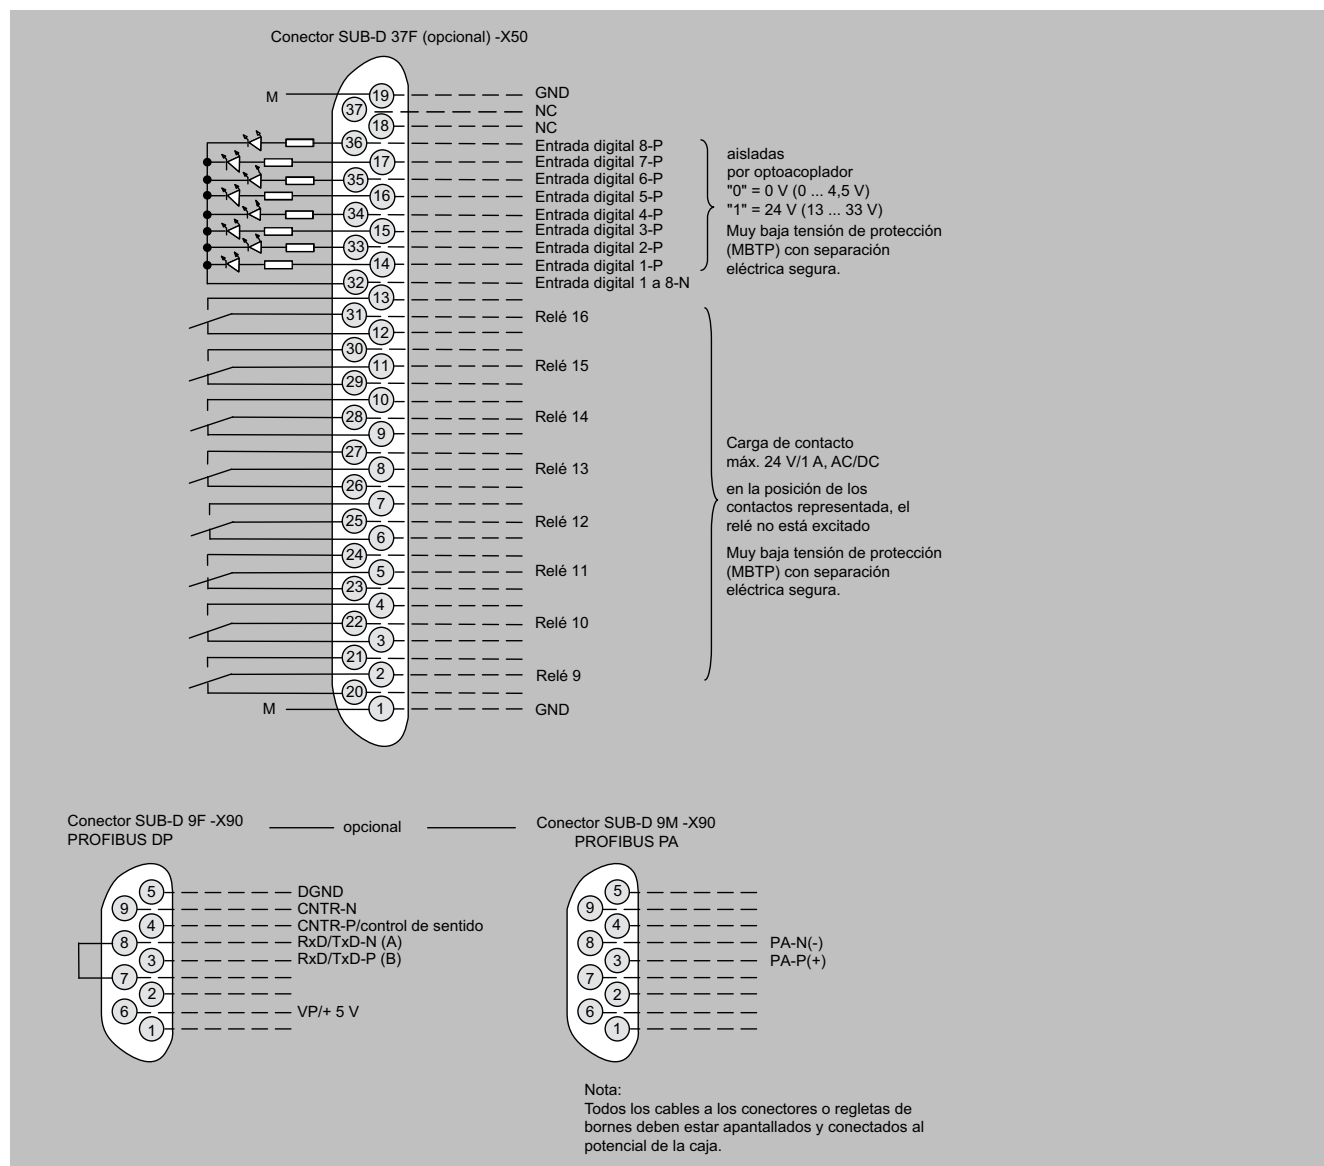 Conector SUB-D 37F (opcional) -X50
M
19
GND
37
NC
18
NC
36
Entrada digital 8-P
17
Entrada digital 7-P
35
Entrada digital 6-P
16
Entrada digital 5-P
34
Entrada digital 4-P
15
Entrada digital 3-P
33
Entrada digital 2-P
14
Entrada digital 1-P
32
Entrada digital 1 a 8-N
aisladas
por optoacoplador
"0" = 0 V (0 ... 4,5 V)
"1" = 24 V (13 ... 33 V)
Muy baja tensión de protección
(MBTP) con separación
eléctrica segura.
13
31
Relé 16
12
30
11
Relé 15
29
10
28
Relé 14
9
27
8
Relé 13
26
7
25
Relé 12
6
24
5
Relé 11
23
4
22
Relé 10
3
21
2
Relé 9
20
M
1
GND
Carga de contacto
máx. 24 V/1 A, AC/DC
en la posición de los
contactos representada, el
relé no está excitado
Muy baja tensión de protección
(MBTP) con separación
eléctrica segura.
Conector SUB-D 9F -X90
PROFIBUS DP
opcional
Conector SUB-D 9M -X90
PROFIBUS PA
5
DGND
9
CNTR-N
4
CNTR-P/control de sentido
8
RxD/TxD-N (A)
3
RxD/TxD-P (B)
7
2
6
VP/+ 5 V
1
5
9
4
8
PA-N(-)
3
PA-P(+)
7
2
6
1
Nota:
Todos los cables a los conectores o regletas de
bornes deben estar apantallados y conectados al
potencial de la caja.